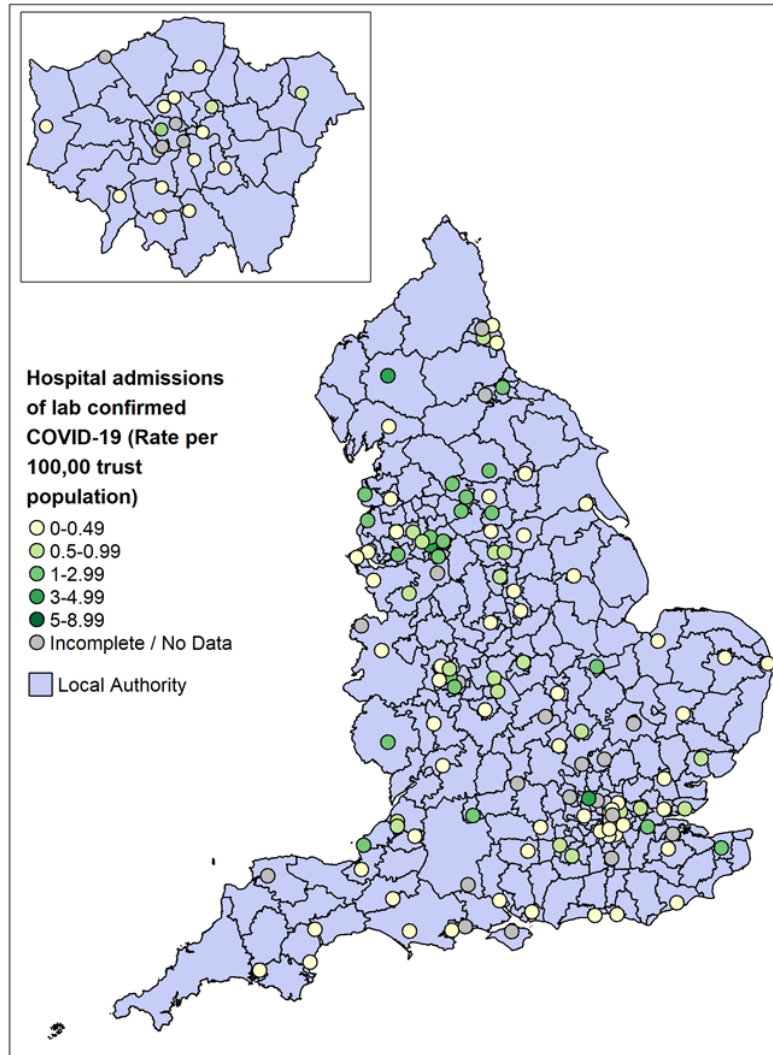 Hospital admissions
of lab confirmed
COVID-19 (Rate per
100,00 trust
population)
0-0.49
0.5-0.99
1-2.99
3-4.99
5-8.99
Incomplete / No Data
Local Authority